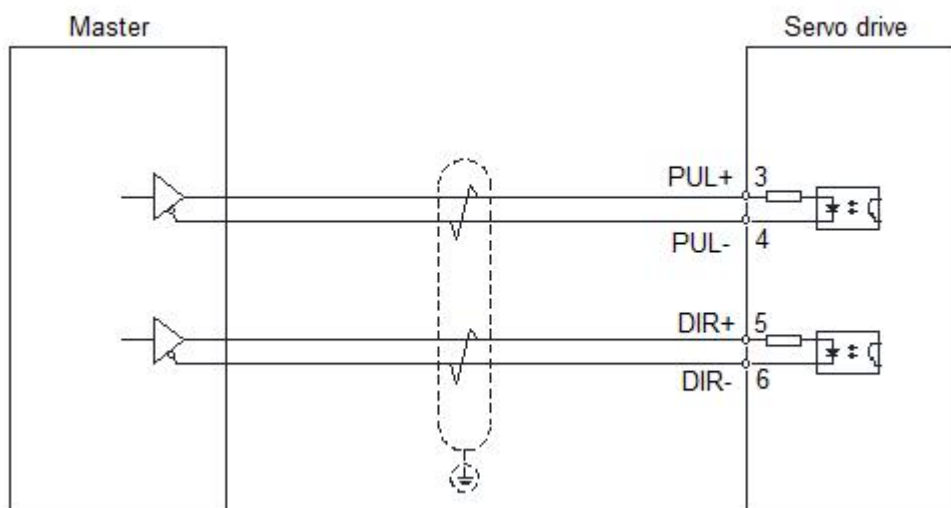 Master
Servo drive
PUL+ 3
PUL- 4
DIR+ 5
DIR- 6